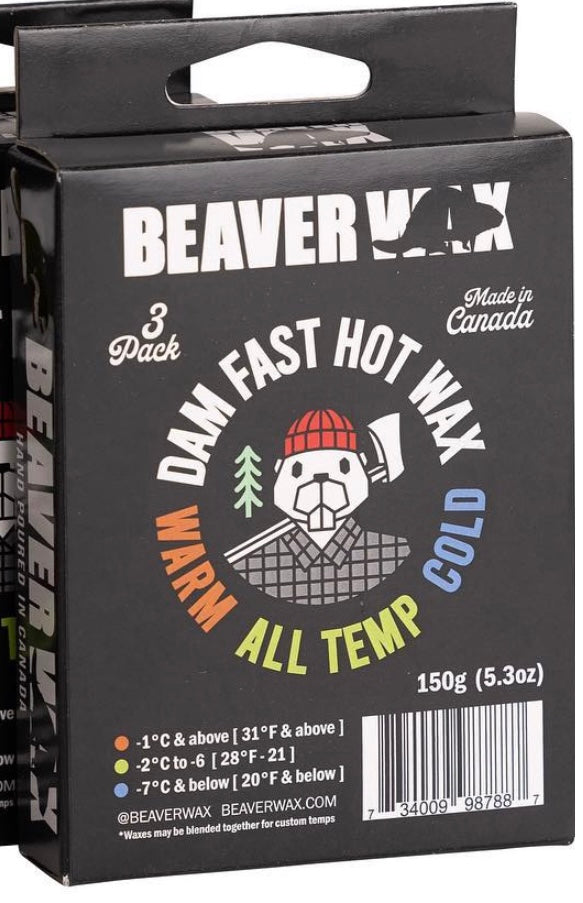 BEAVER WAX
3
Pack
Made in
Canada
DAM FAST HOT WAX
WARM
ALL TEMP
COLD
150g (5.3oz)
-1°C & above [ 31°F & above ]
-2°C to -6 [ 28°F - 21 ]
-7°C & below [ 20°F & below ]
@BEAVERWAX BEAVERWAX.COM
*Waxes may be blended together for custom temps
7 34009 98788 7
BEAVER WAX
HAND POURED IN CANADA